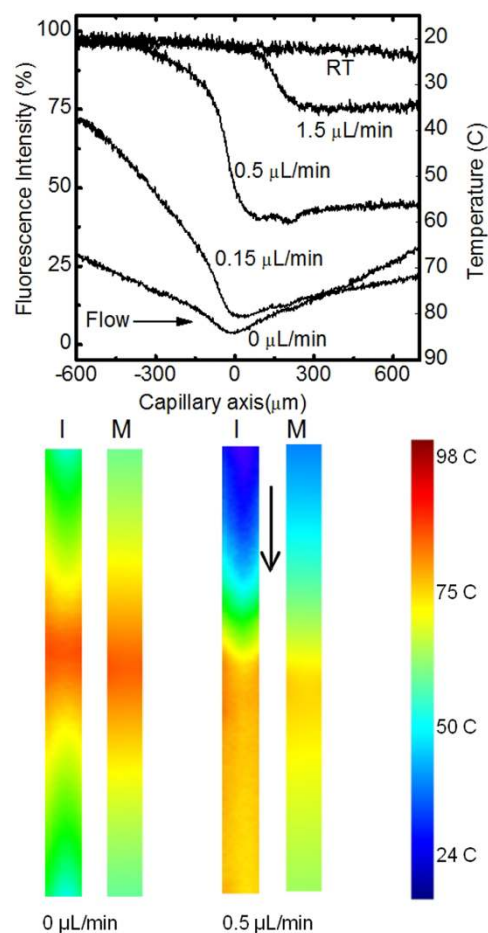 100
75
50
25
0
Fluorescence Intensity (%)
20
30
40
50
60
70
80
90
Temperature (C)
RT
1.5 μL/min
0.5 μL/min
0.15 μL/min
0 μL/min
Flow
-600 -300 0 300 600
Capillary axis(μm)
I M I M
98 C
75 C
50 C
24 C
0 μL/min 0.5 μL/min